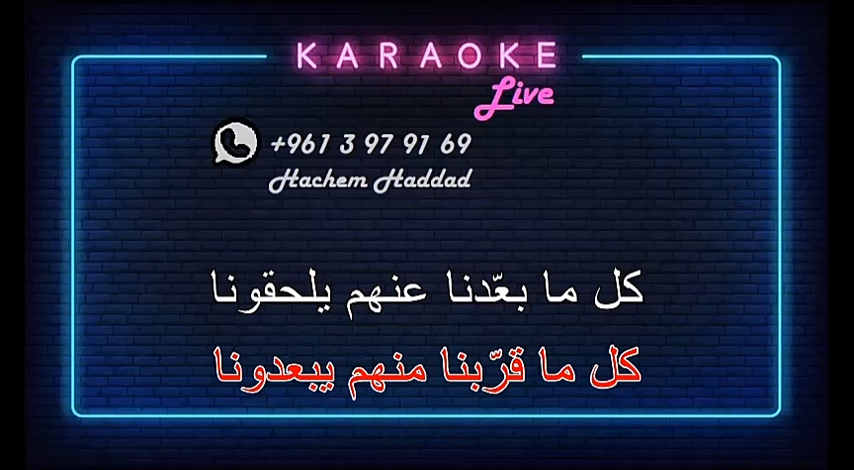 KARAOKE
Live
+961 3 97 91 69
Hachem Haddad
كل ما بعّدنا عنهم يلحقونا
كل ما قرّبنا منهم يبعدونا